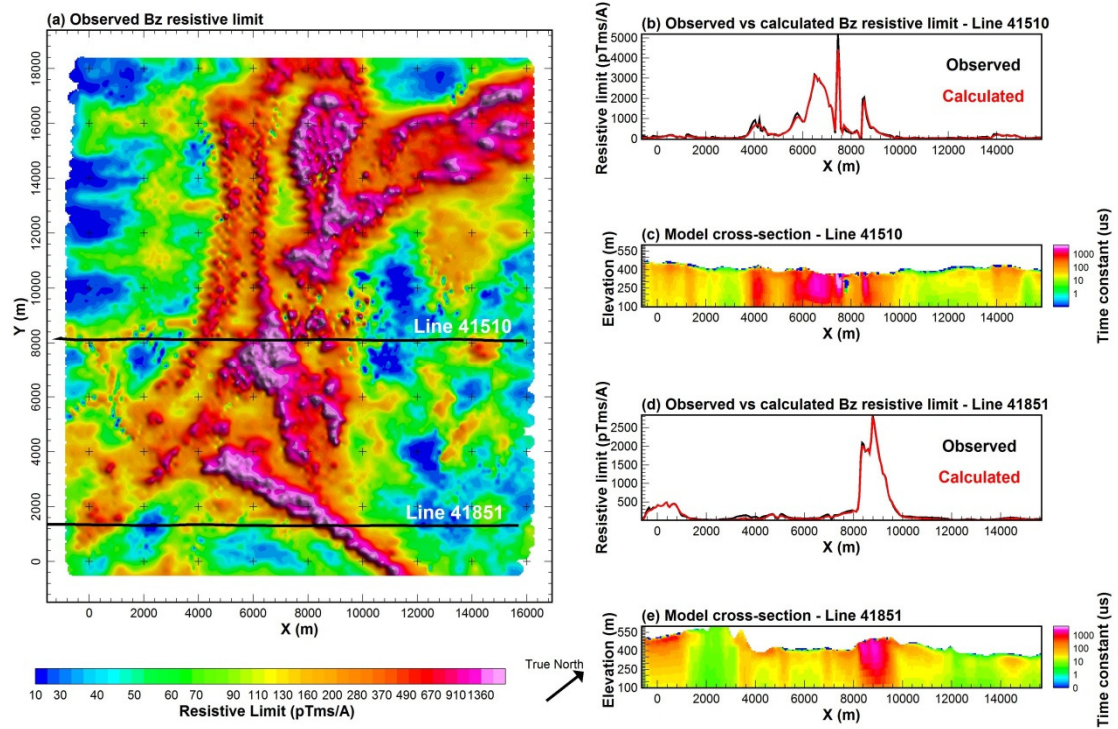 (a) Observed Bz resistive limit
Y (m)
18000
16000
14000
12000
10000
8000
6000
4000
2000
0
Line 41510
Line 41851
0 2000 4000 6000 8000 10000 12000 14000 16000
X (m)
10 30 40 50 60 70 90 110 130 160 200 280 370 490 670 910 1360
Resistive Limit (pTms/A)
True North
(b) Observed vs calculated Bz resistive limit - Line 41510
Resistive limit (pTms/A)
5000
4000
3000
2000
1000
0
Observed
Calculated
0 2000 4000 6000 8000 10000 12000 14000
X (m)
(c) Model cross-section - Line 41510
Elevation (m)
550
400
250
100
0 2000 4000 6000 8000 10000 12000 14000
X (m)
Time constant (us)
1000
500
100
10
1
(d) Observed vs calculated Bz resistive limit - Line 41851
Resistive limit (pTms/A)
2500
2000
1500
1000
500
Observed
Calculated
0 2000 4000 6000 8000 10000 12000 14000
X (m)
(e) Model cross-section - Line 41851
Elevation (m)
550
400
250
100
0 2000 4000 6000 8000 10000 12000 14000
X (m)
Time constant (us)
1000
100
10
1
0